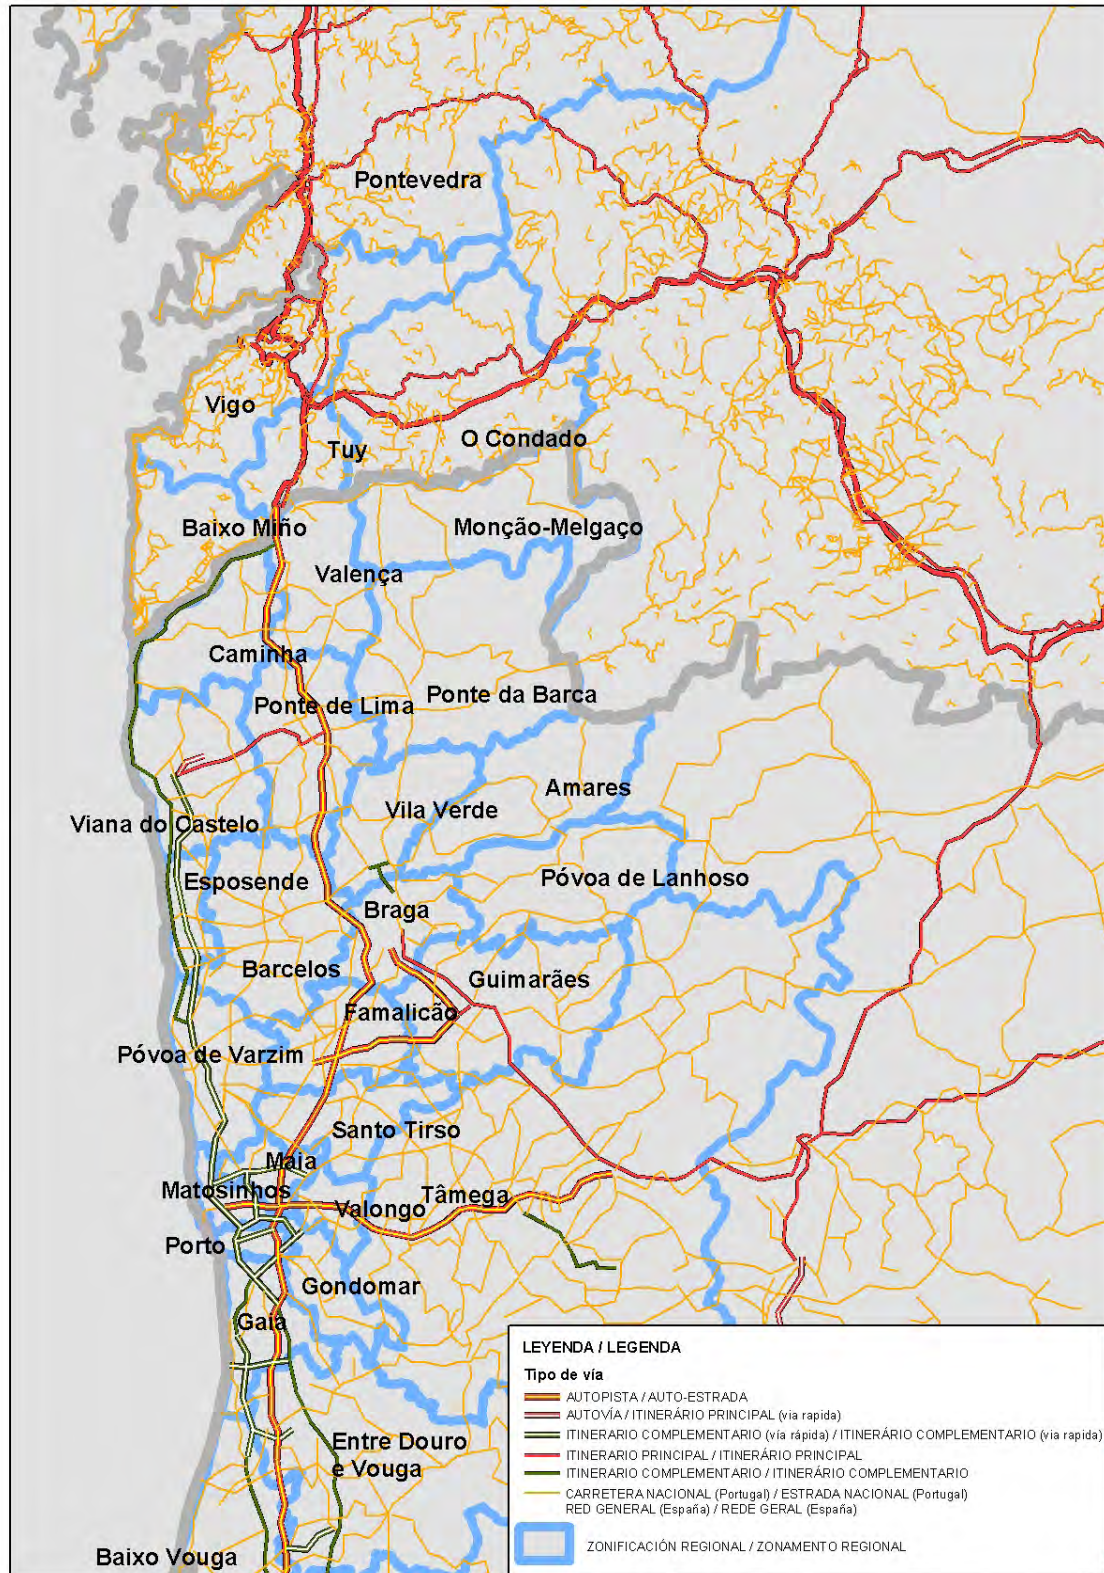 Pontevedra
Vigo
Tuy
O Condado
Baixo Miño
Monção-Melgaço
Valença
Caminha
Ponte de Lima
Ponte da Barca
Amares
Vila Verde
Viana do Castelo
Esposende
Póvoa de Lanhoso
Braga
Barcelos
Guimarães
Famalicão
Póvoa de Varzim
Santo Tirso
Maia
Matosinhos
Tâmega
Valongo
Porto
Gondomar
Gaia
Entre Douro
e Vouga
Baixo Vouga
LEYENDA / LEGENDA
Tipo de vía
AUTOPISTA / AUTO-ESTRADA
AUTOVÍA / ITINERÁRIO PRINCIPAL (via rapida)
ITINERARIO COMPLEMENTARIO (vía rápida) / ITINERÁRIO COMPLEMENTARIO (via rapida)
ITINERARIO PRINCIPAL / ITINERÁRIO PRINCIPAL
ITINERARIO COMPLEMENTARIO / ITINERÁRIO COMPLEMENTARIO
CARRETERA NACIONAL (Portugal) / ESTRADA NACIONAL (Portugal)
RED GENERAL (España) / REDE GERAL (España)
ZONIFICACIÓN REGIONAL / ZONAMENTO REGIONAL